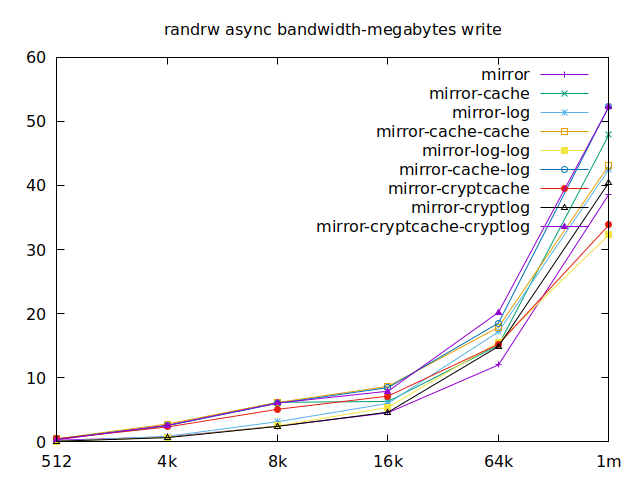 randrw async bandwidth-megabytes write
60
50
40
30
20
10
0
mirror
mirror-cache
mirror-log
mirror-cache-cache
mirror-log-log
mirror-cache-log
mirror-cryptcache
mirror-cryptlog
mirror-cryptcache-cryptlog
512 4k 8k 16k 64k 1m